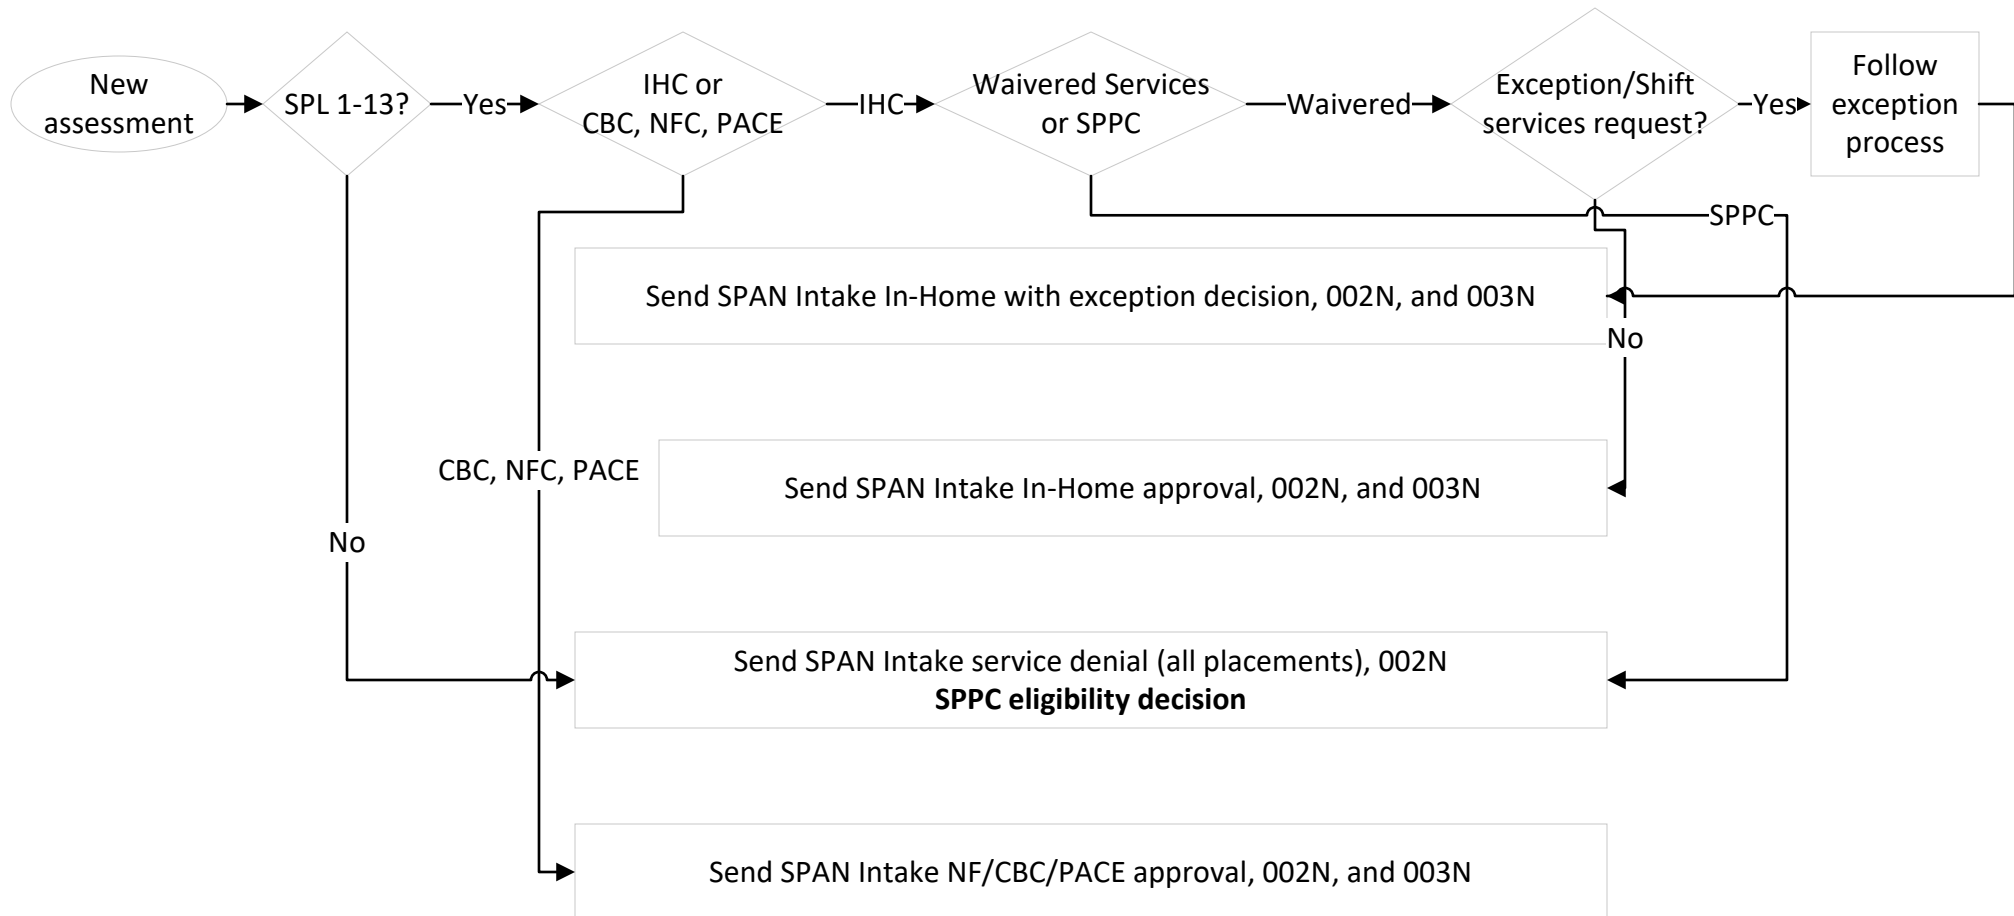 New
assessment
SPL 1-13?
Yes
IHC or
CBC, NFC, PACE
IHC
Waivered Services
or SPPC
Waivered
Exception/Shift
services request?
Yes
Follow
exception
process
SPPC
Send SPAN Intake In-Home with exception decision, 002N, and 003N
No
CBC, NFC, PACE
Send SPAN Intake In-Home approval, 002N, and 003N
No
Send SPAN Intake service denial (all placements), 002N
SPPC eligibility decision
Send SPAN Intake NF/CBC/PACE approval, 002N, and 003N